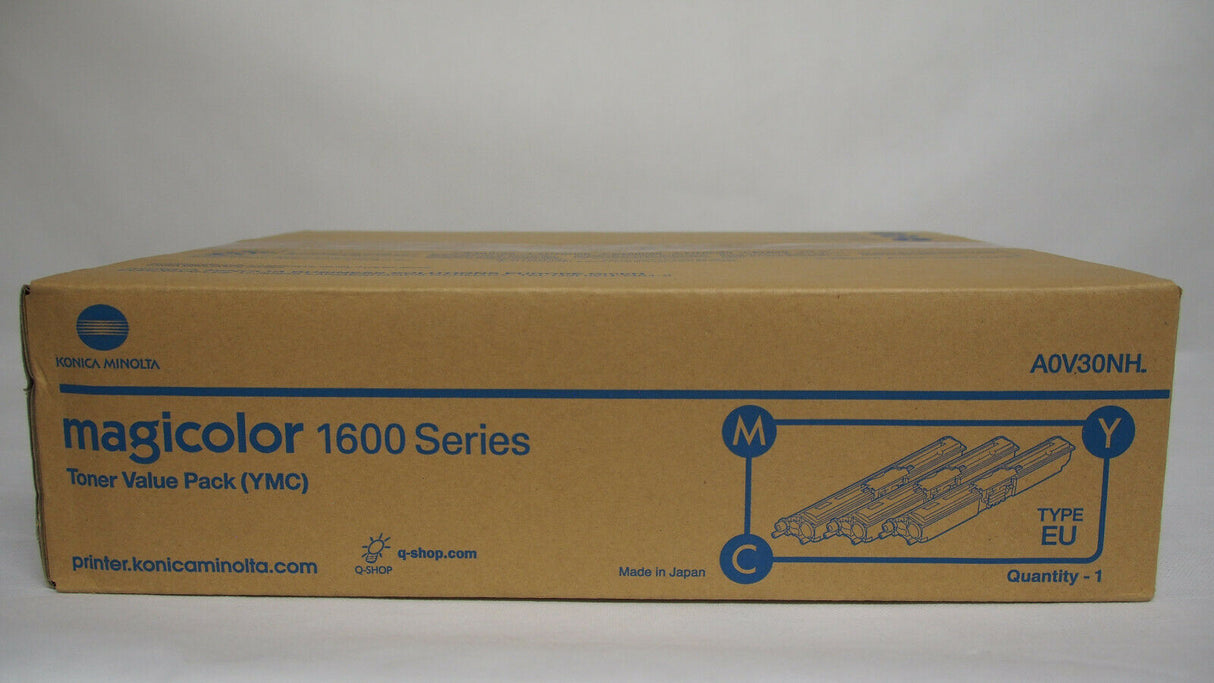 KONICA MINOLTA
A0V30NH
magicolor 1600 Series
Toner Value Pack (YMC)
M
Y
C
TYPE
EU
printer.konicaminolta.com
Q-SHOP
q-shop.com
Made in Japan
Quantity - 1